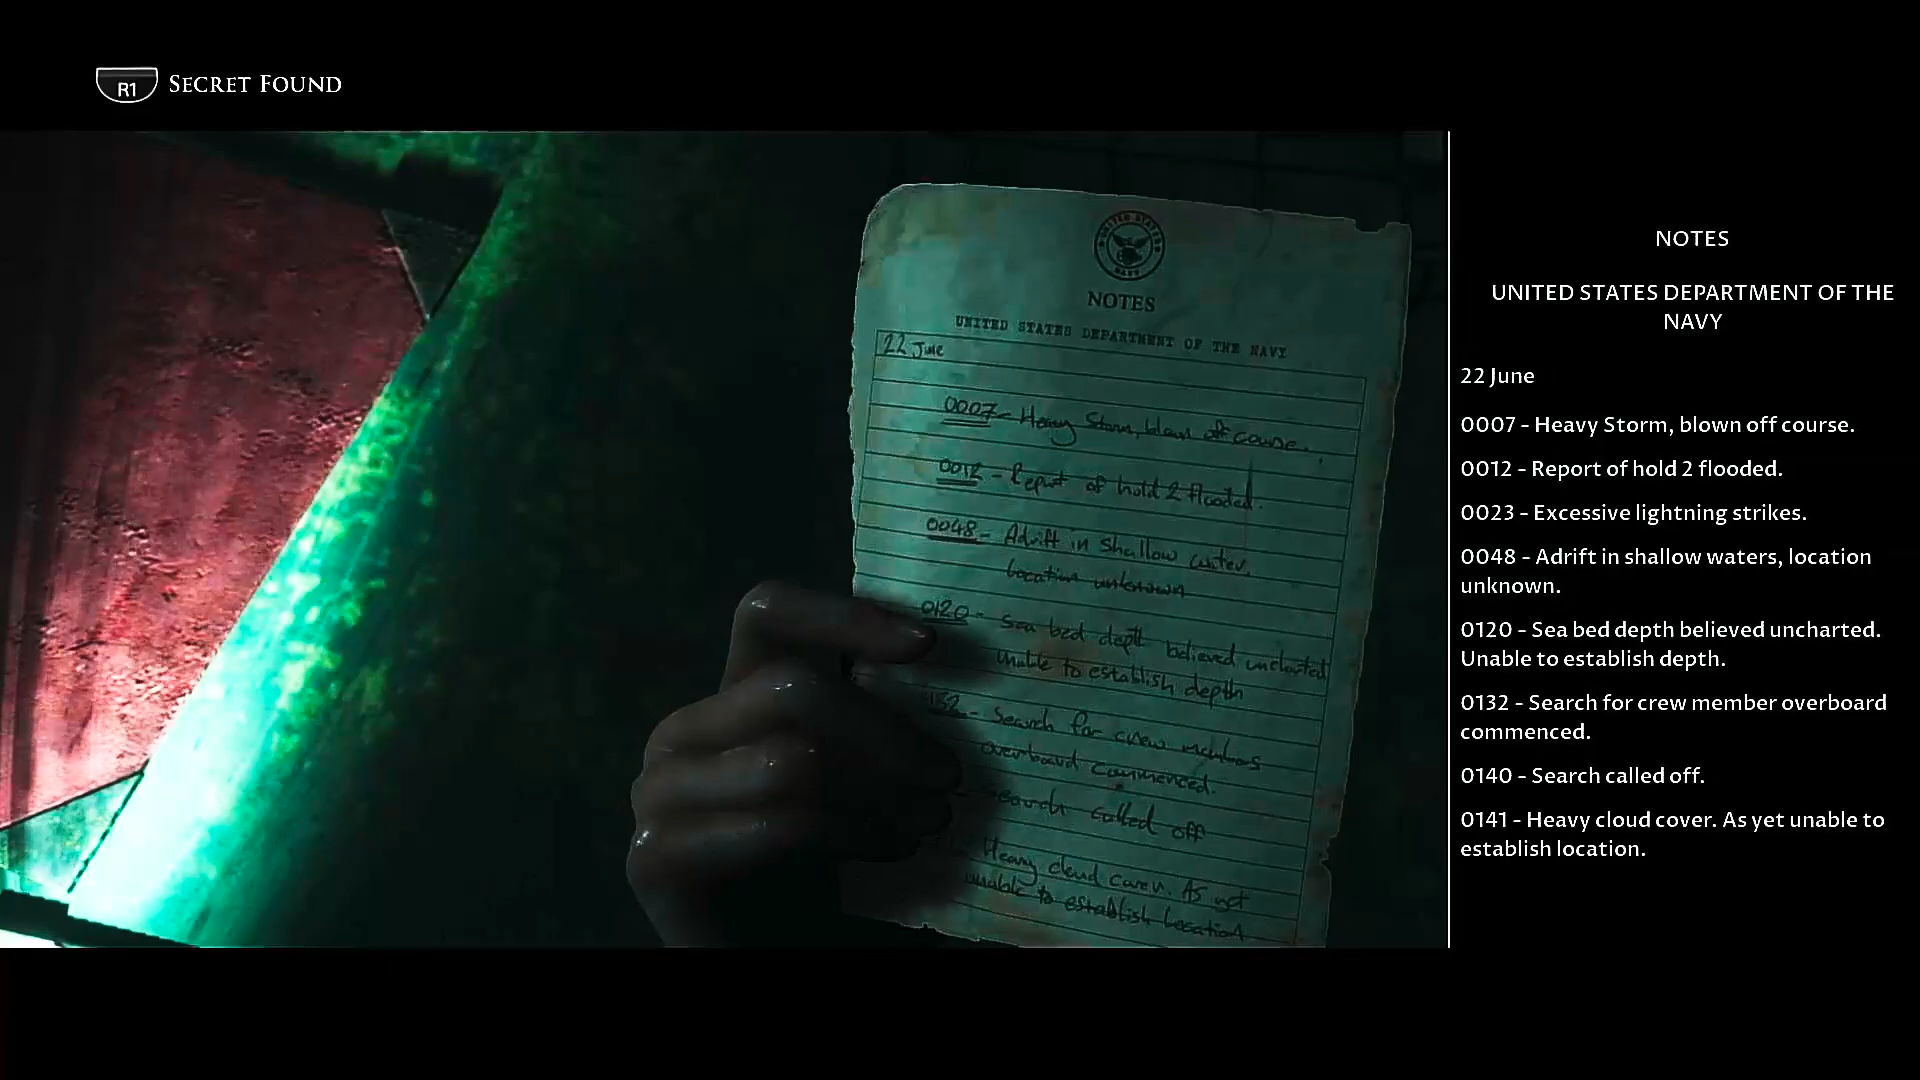 R1 SECRET FOUND
UNITED STATES
NAVY
NOTES
UNITED STATES DEPARTMENT OF THE NAVY
22 June
0007- Heavy Storm, blown off course.
0012 - Report of hold 2 flooded.
0048- Adrift in Shallow water,
location unknown
0120- Sea bed depth believed uncharted
Unable to establish depth
Search for crew members
overboard commenced.
Search called off
Heavy cloud cover. As yet
unable to establish location
NOTES
UNITED STATES DEPARTMENT OF THE
NAVY
22 June
0007 - Heavy Storm, blown off course.
0012 - Report of hold 2 flooded.
0023 - Excessive lightning strikes.
0048 - Adrift in shallow waters, location
unknown.
0120 - Sea bed depth believed uncharted.
Unable to establish depth.
0132 - Search for crew member overboard
commenced.
0140 - Search called off.
0141 - Heavy cloud cover. As yet unable to
establish location.